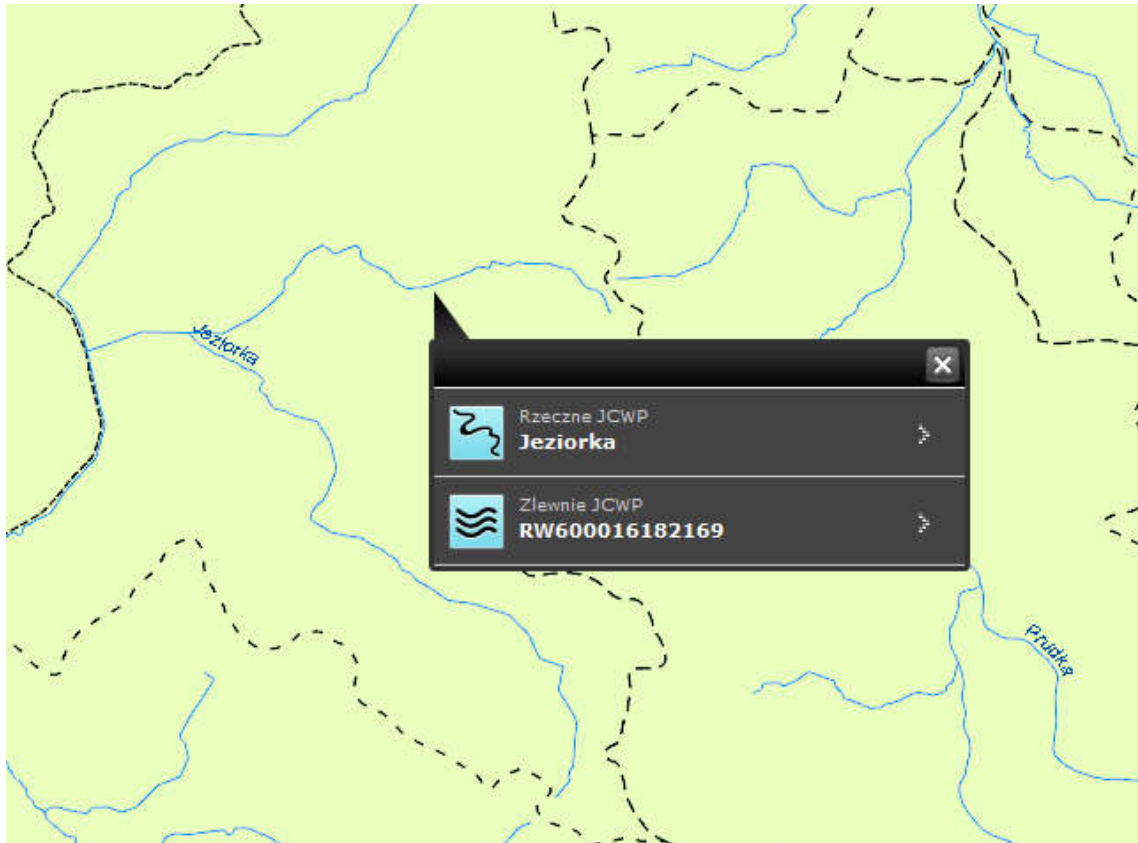 Jeziorka
Rzeczne JCWP
Jeziorka
Zlewnie JCWP
RW600016182169
Prudka